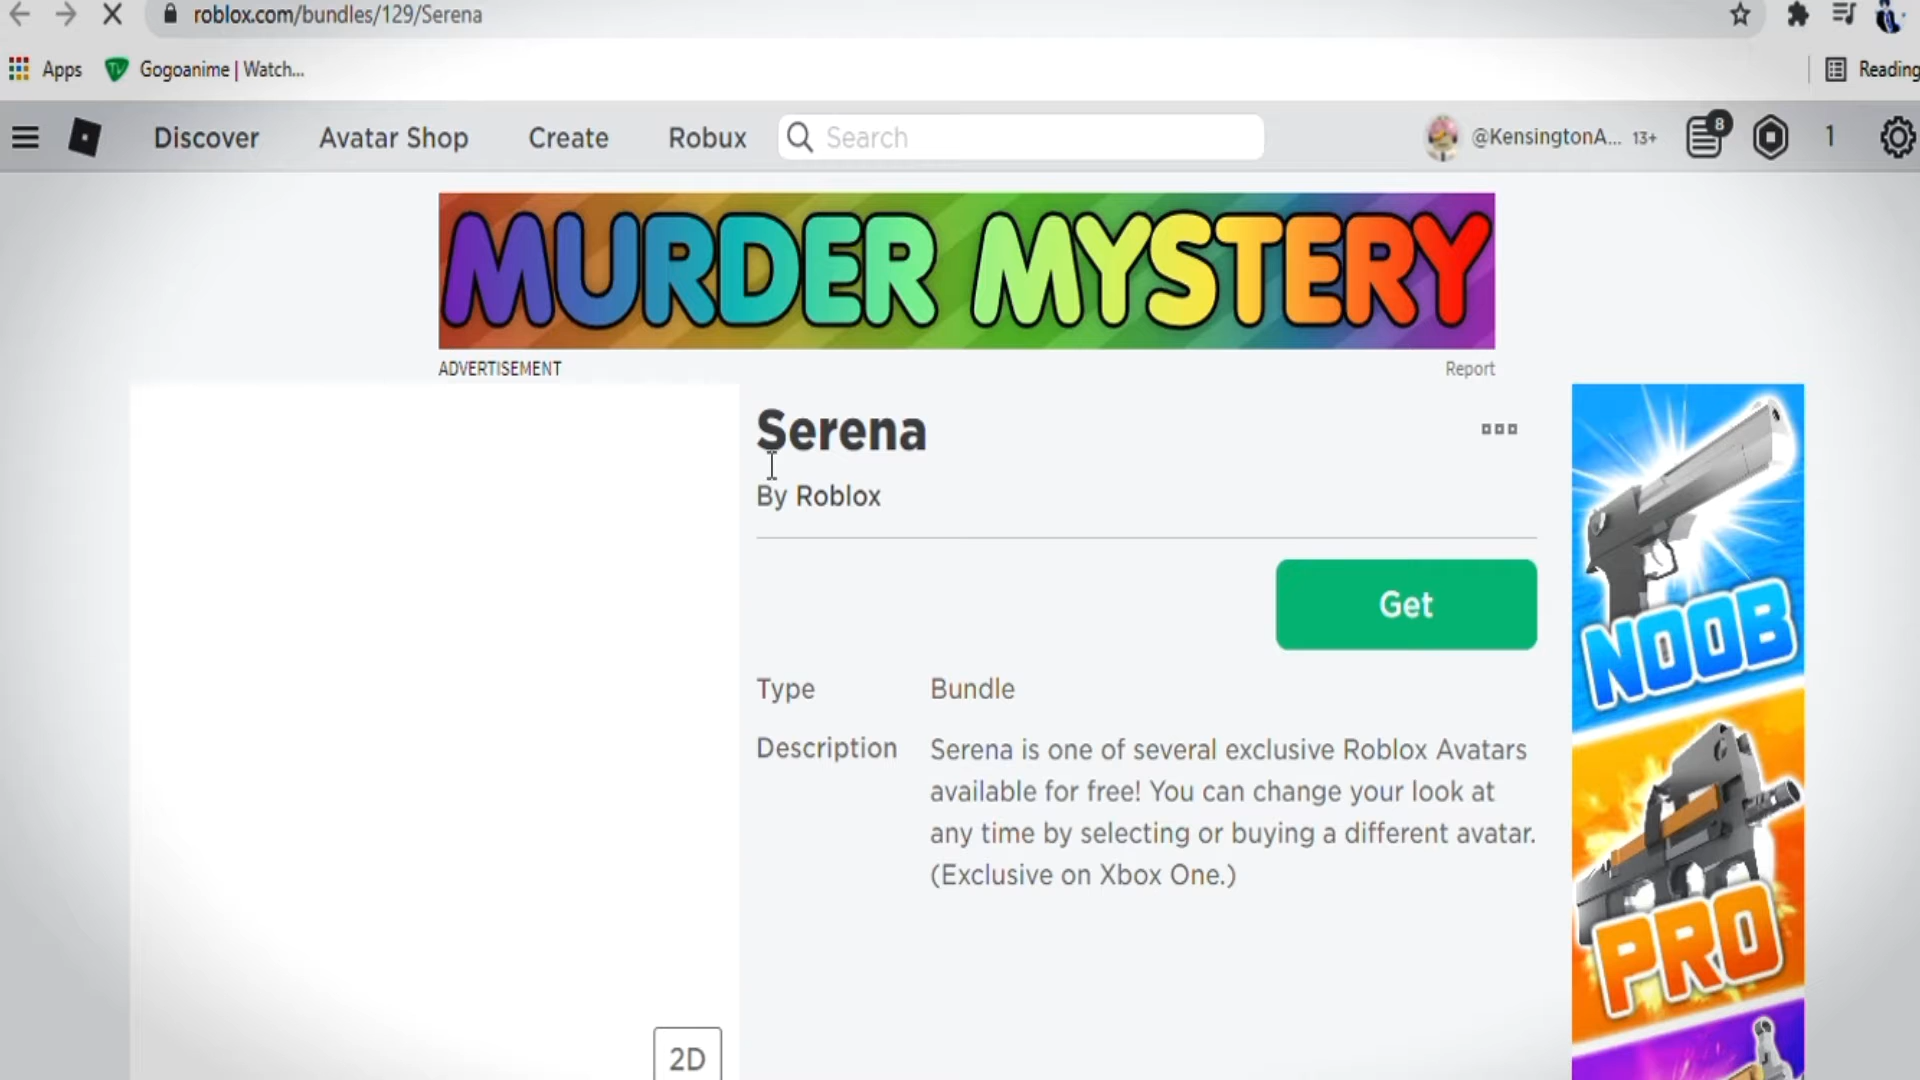 roblox.com/bundles/129/Serena
Apps
Gogoanime | Watch...
Reading
Discover
Avatar Shop
Create
Robux
Search
@KensingtonA... 13+
8
1
MURDER MYSTERY
ADVERTISEMENT
Report
Serena
By Roblox
Get
Type
Bundle
Description
Serena is one of several exclusive Roblox Avatars
available for free! You can change your look at
any time by selecting or buying a different avatar.
(Exclusive on Xbox One.)
2D
NOOB
PRO